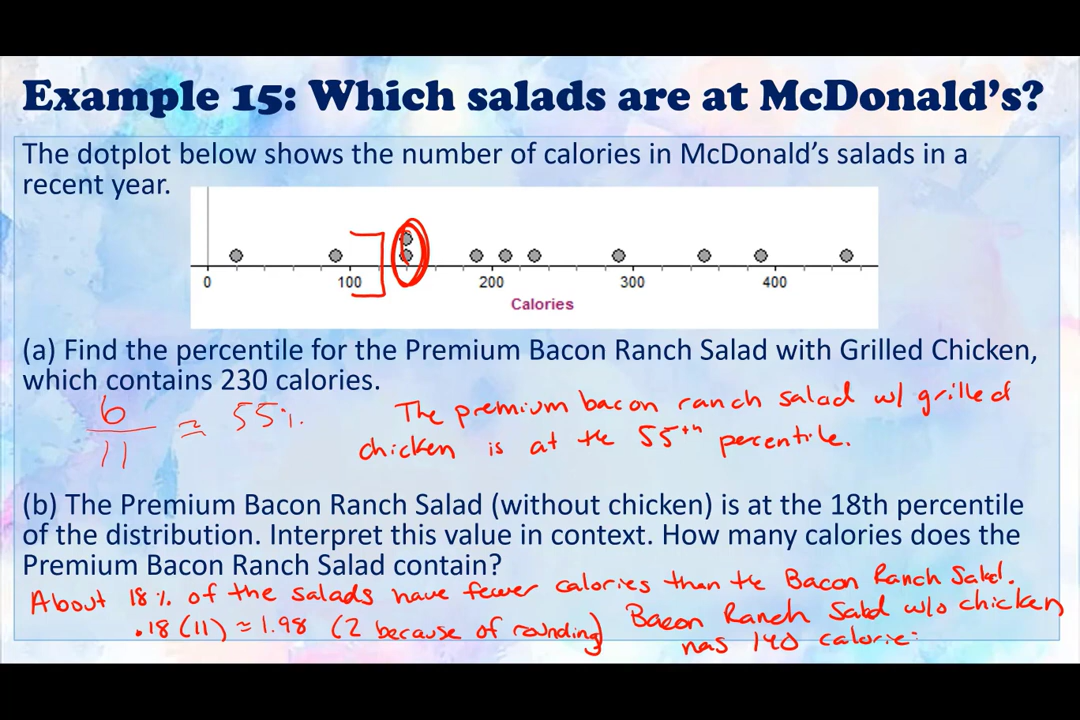 Example 15: Which salads are at McDonald's?
The dotplot below shows the number of calories in McDonald's salads in a
recent year.
0 100 200 300 400
Calories
(a) Find the percentile for the Premium Bacon Ranch Salad with Grilled Chicken,
which contains 230 calories.
6/11 ≈ 55%
The premium bacon ranch salad w/ grilled
chicken is at the 55th percentile.
(b) The Premium Bacon Ranch Salad (without chicken) is at the 18th percentile
of the distribution. Interpret this value in context. How many calories does the
Premium Bacon Ranch Salad contain?
About 18% of the salads have fewer calories than the Bacon Ranch Salad.
.18(11) ≈ 1.98 (2 because of rounding)
Bacon Ranch Salad w/o chicken
has 140 calories